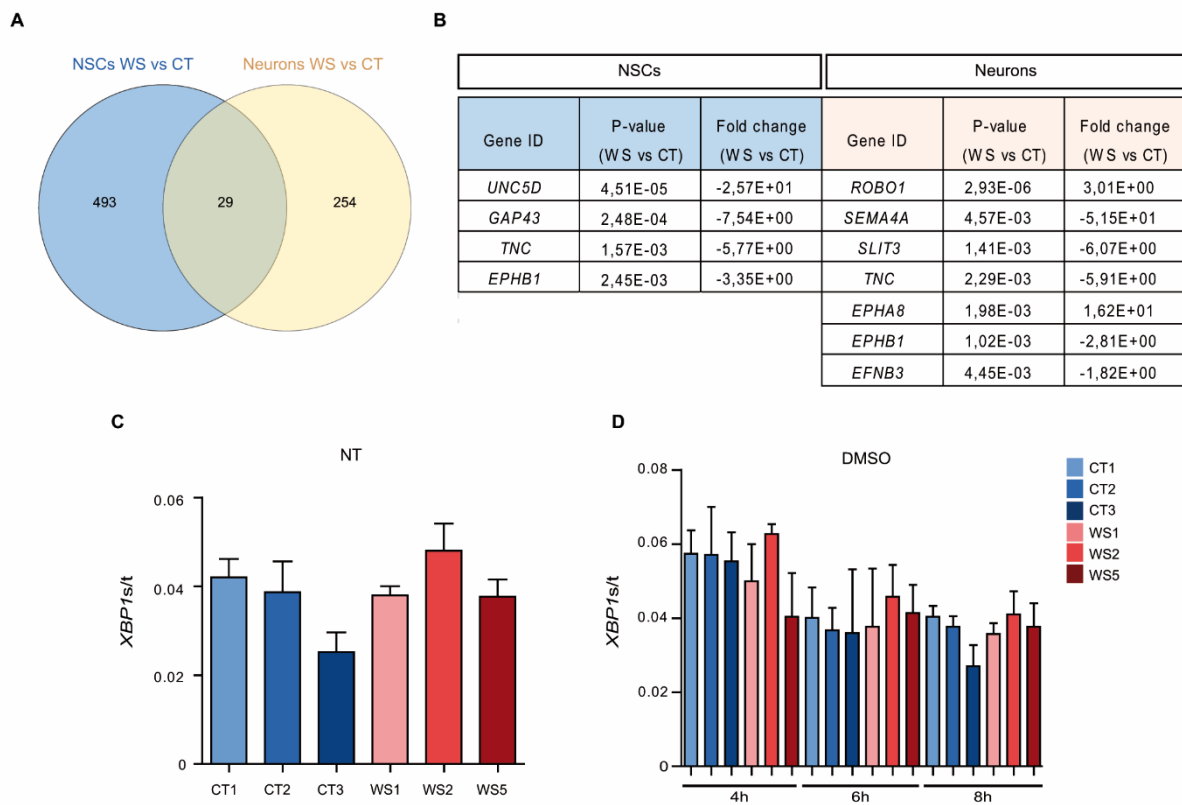 A
NSCs WS vs CT
Neurons WS vs CT
493
29
254
B
NSCs
Neurons
Gene ID
P-value
(WS vs CT)
Fold change
(WS vs CT)
Gene ID
P-value
(WS vs CT)
Fold change
(WS vs CT)
UNC5D 4,51E-05 -2,57E+01 ROBO1 2,93E-06 3,01E+00
GAP43 2,48E-04 -7,54E+00 SEMA4A 4,57E-03 -5,15E+01
TNC 1,57E-03 -5,77E+00 SLIT3 1,41E-03 -6,07E+00
EPHB1 2,45E-03 -3,35E+00 TNC 2,29E-03 -5,91E+00
EPHA8 1,98E-03 1,62E+01
EPHB1 1,02E-03 -2,81E+00
EFNB3 4,45E-03 -1,82E+00
C
NT
XBP1s/t
0.06
0.04
0.02
0
CT1 CT2 CT3 WS1 WS2 WS5
D
DMSO
XBP1s/t
0.08
0.06
0.04
0.02
0
4h 6h 8h
CT1
CT2
CT3
WS1
WS2
WS5